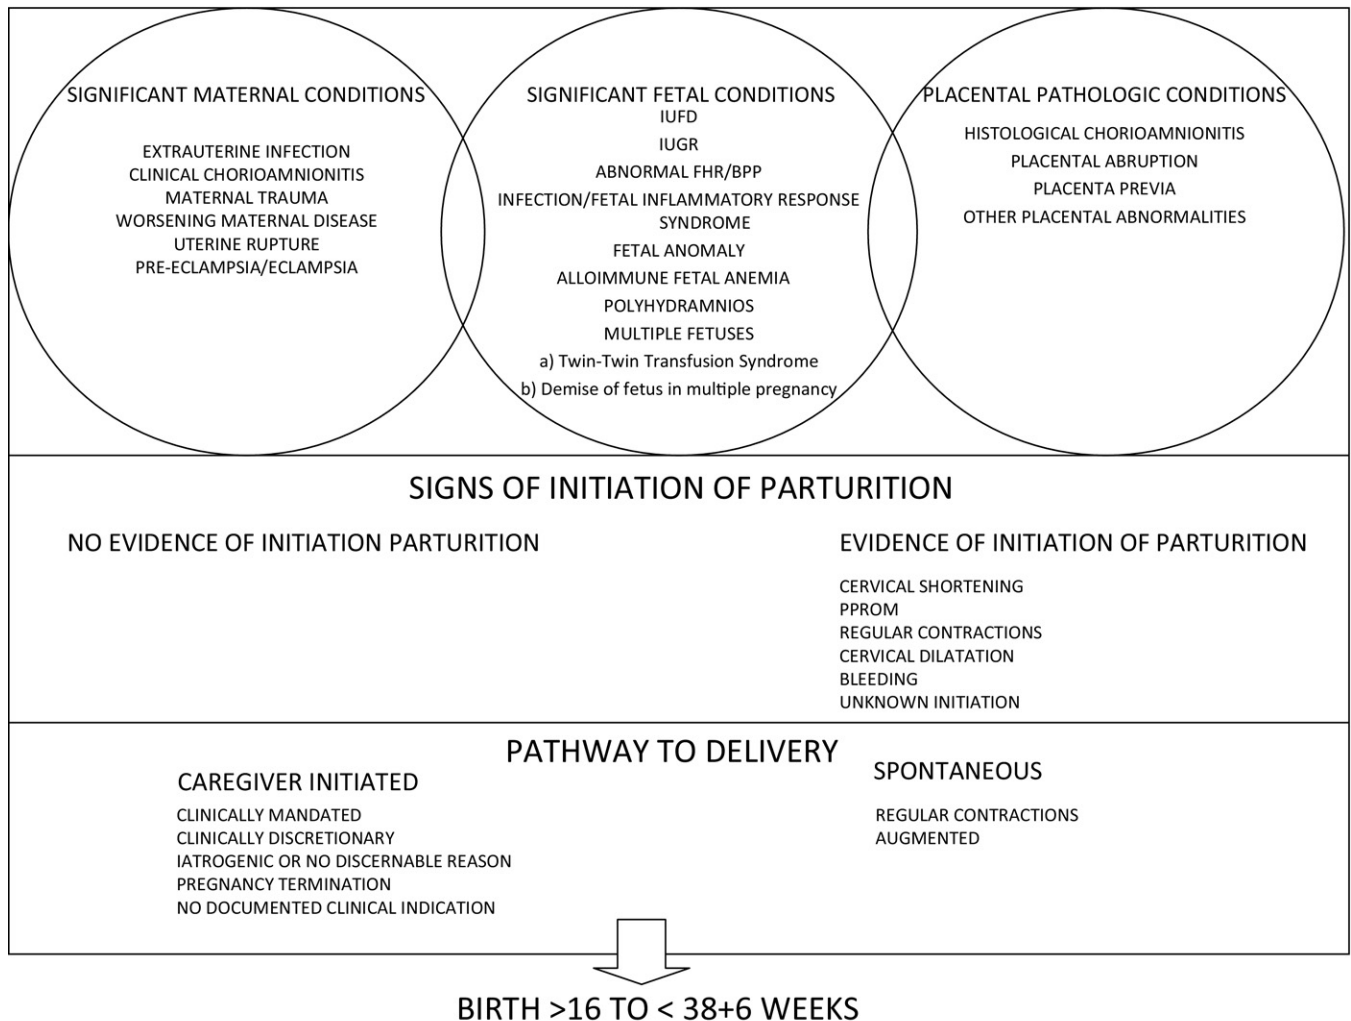 SIGNIFICANT MATERNAL CONDITIONS
EXTRAUTERINE INFECTION
CLINICAL CHORIOAMNIONITIS
MATERNAL TRAUMA
WORSENING MATERNAL DISEASE
UTERINE RUPTURE
PRE-ECLAMPSIA/ECLAMPSIA
SIGNIFICANT FETAL CONDITIONS
IUFD
IUGR
ABNORMAL FHR/BPP
INFECTION/FETAL INFLAMMATORY RESPONSE
SYNDROME
FETAL ANOMALY
ALLOIMMUNE FETAL ANEMIA
POLYHYDRAMNIOS
MULTIPLE FETUSES
a) Twin-Twin Transfusion Syndrome
b) Demise of fetus in multiple pregnancy
PLACENTAL PATHOLOGIC CONDITIONS
HISTOLOGICAL CHORIOAMNIONITIS
PLACENTAL ABRUPTION
PLACENTA PREVIA
OTHER PLACENTAL ABNORMALITIES
SIGNS OF INITIATION OF PARTURITION
NO EVIDENCE OF INITIATION PARTURITION
EVIDENCE OF INITIATION OF PARTURITION
CERVICAL SHORTENING
PPROM
REGULAR CONTRACTIONS
CERVICAL DILATATION
BLEEDING
UNKNOWN INITIATION
PATHWAY TO DELIVERY
CAREGIVER INITIATED
CLINICALLY MANDATED
CLINICALLY DISCRETIONARY
IATROGENIC OR NO DISCERNABLE REASON
PREGNANCY TERMINATION
NO DOCUMENTED CLINICAL INDICATION
SPONTANEOUS
REGULAR CONTRACTIONS
AUGMENTED
BIRTH >16 TO < 38+6 WEEKS